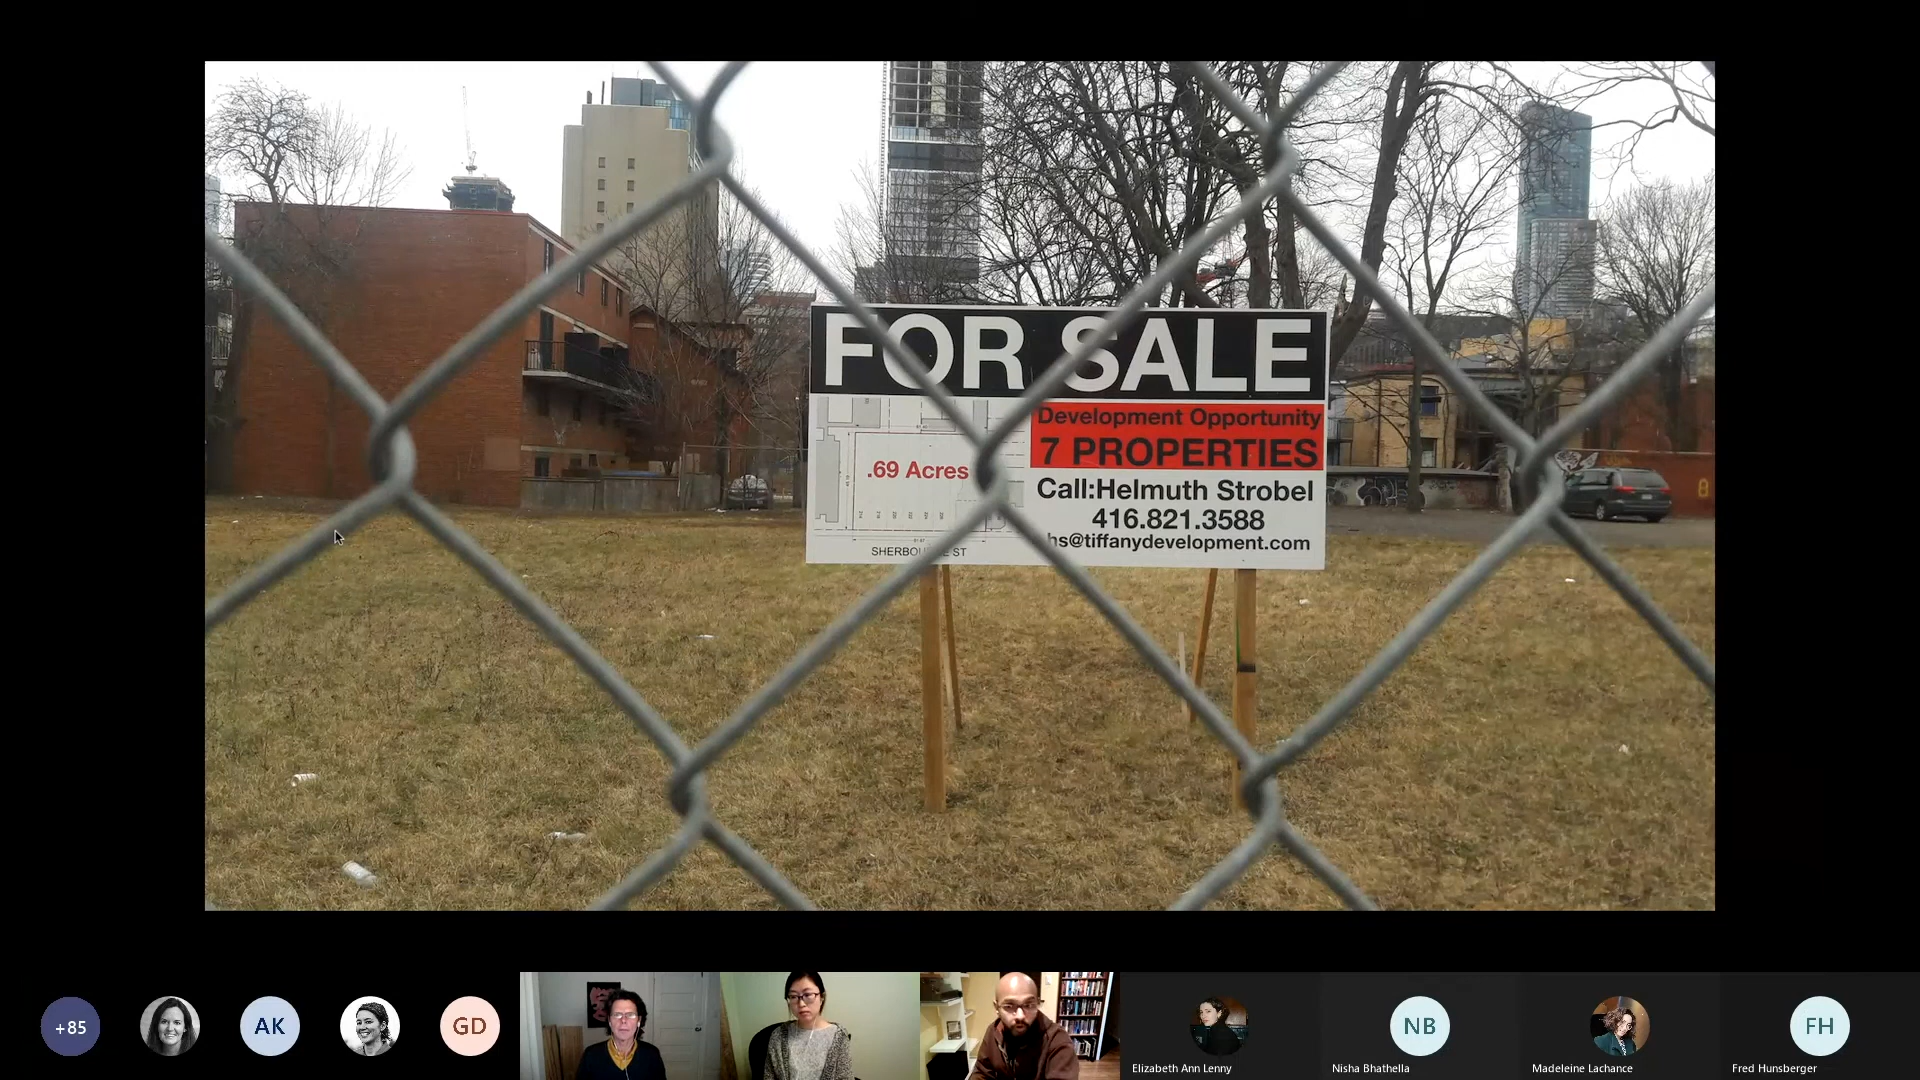 FOR SALE
Development Opportunity
7 PROPERTIES
.69 Acres
Call:Helmuth Strobel
416.821.3588
hs@tiffanydevelopment.com
SHERBOURNE ST
+85
AK
GD
NB
FH
Elizabeth Ann Lenny
Nisha Bhathella
Madeleine Lachance
Fred Hunsberger